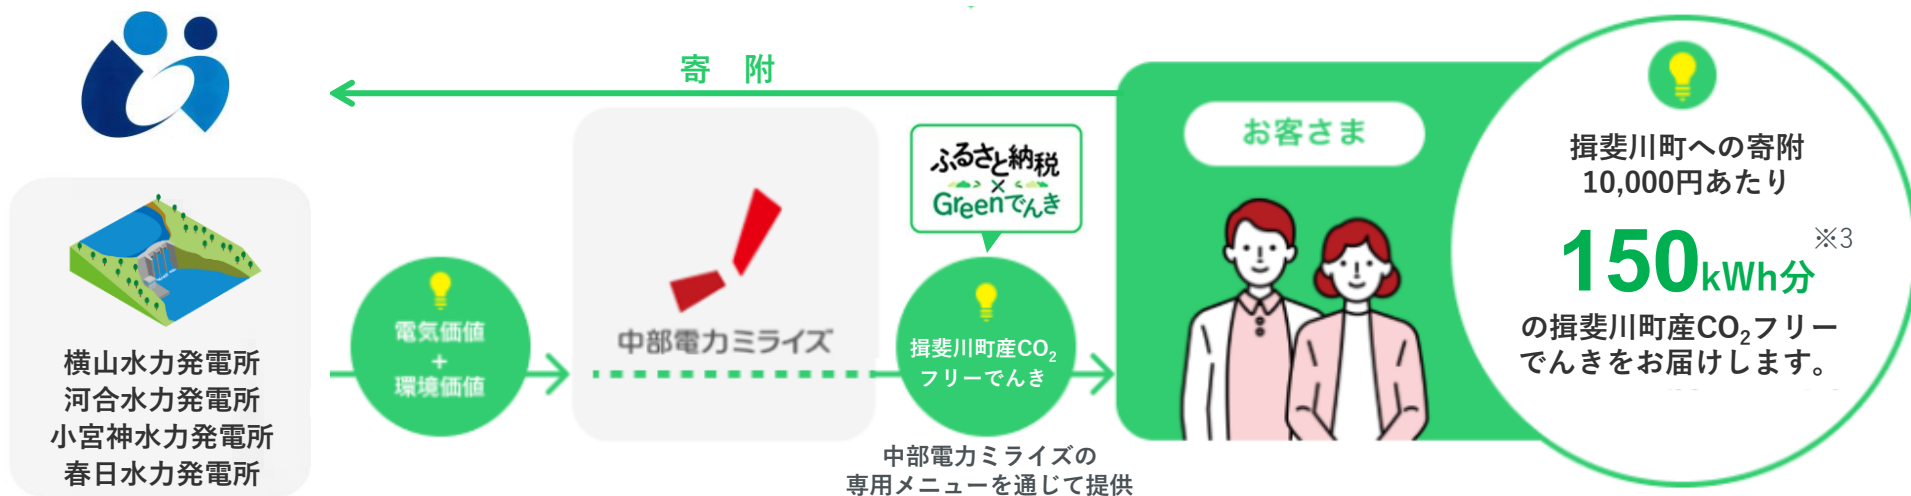 寄 附
横山水力発電所
河合水力発電所
小宮神水力発電所
春日水力発電所
電気価値
+
環境価値
中部電力ミライズ
ふるさと納税
×
Greenでんき
揖斐川町産CO₂
フリーでんき
中部電力ミライズの
専用メニューを通じて提供
お客さま
揖斐川町への寄附
10,000円あたり
150kWh分※3
の揖斐川町産CO₂フリー
でんきをお届けします。